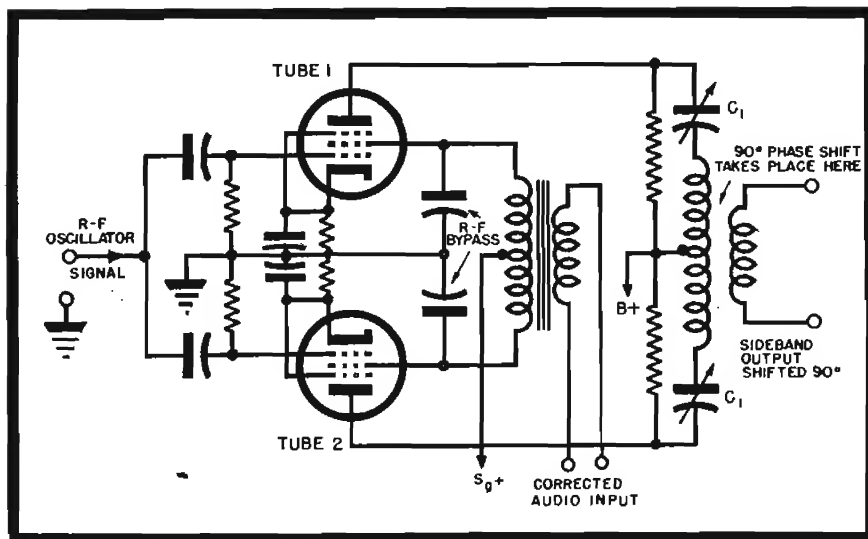 TUBE 1
C1
90° PHASE SHIFT
TAKES PLACE HERE
R-F
OSCILLATOR
SIGNAL
R-F
BYPASS
B+
SIDEBAND
OUTPUT
SHIFTED 90°
C1
TUBE 2
Sg+
CORRECTED
AUDIO INPUT